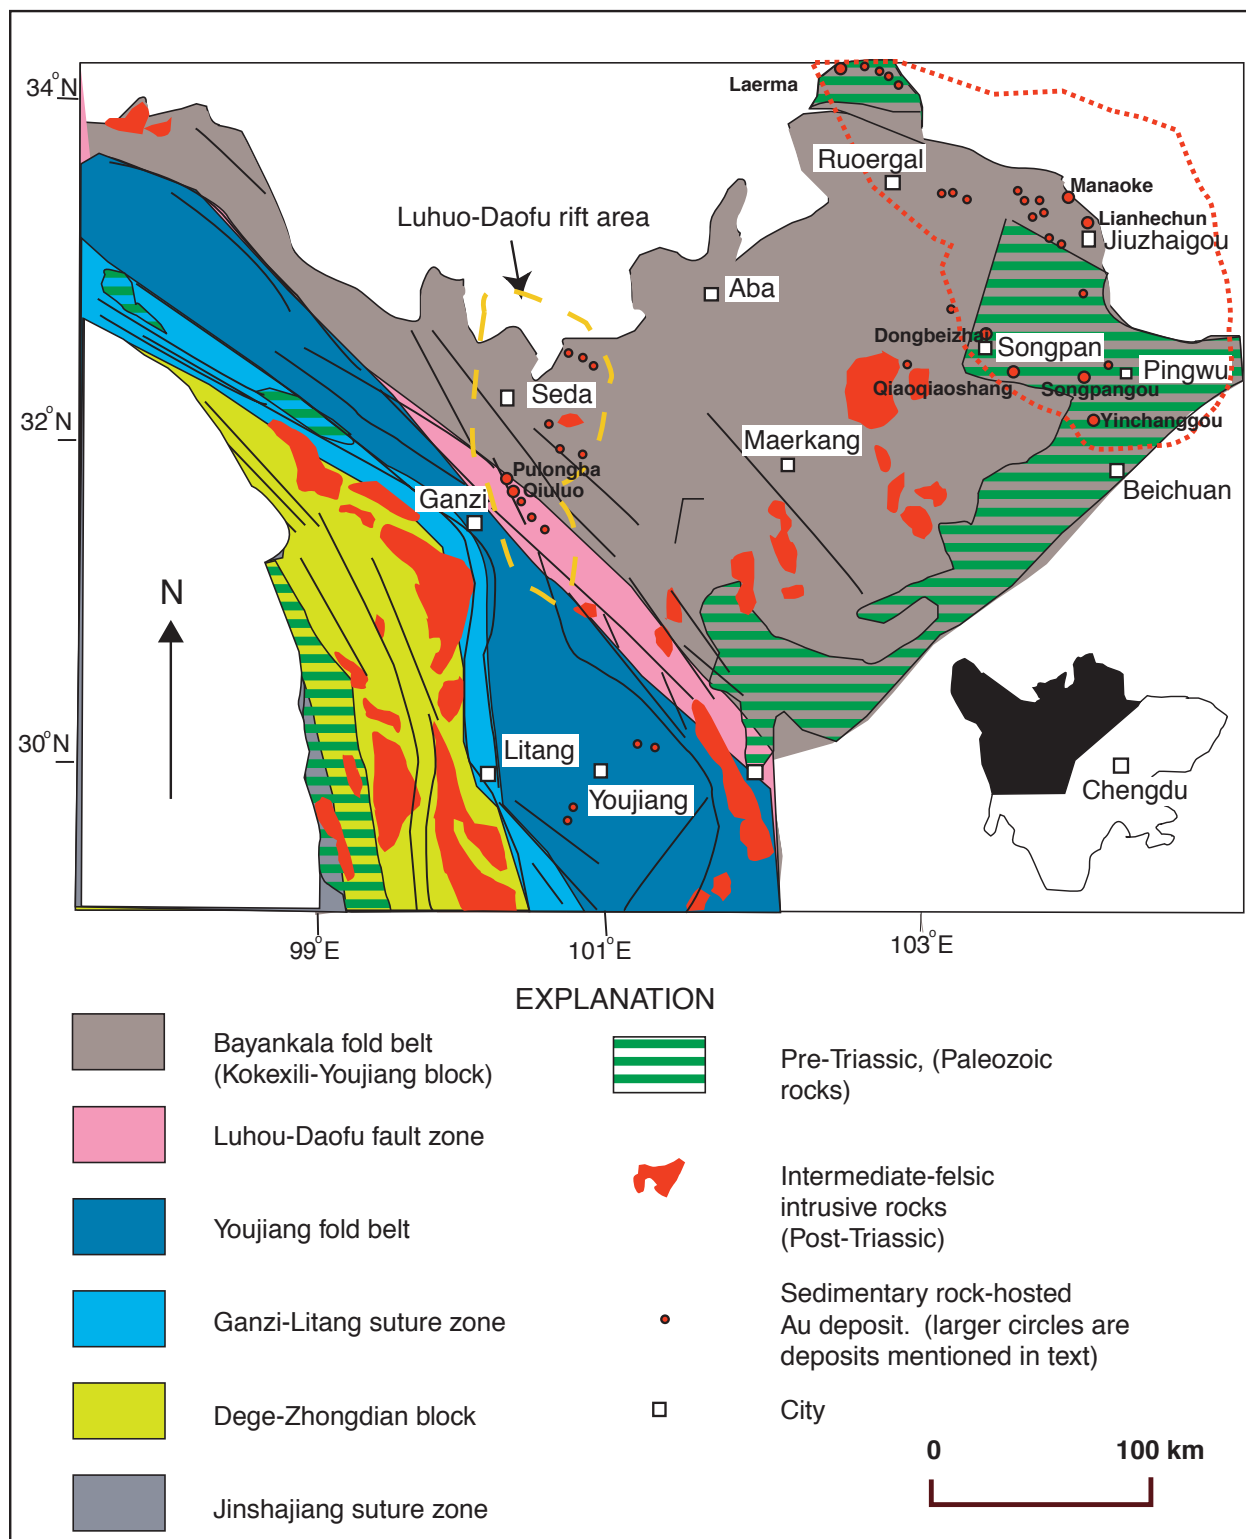 34°N
Laerma
Ruoergal
Manaoke
Lianhechun
Jiuzhaigou
Luhuo-Daofu rift area
Aba
Dongbeizhai
Songpan
Pingwu
Qiaoqiaoshang
Songpangou
Seda
32°N
Yinchanggou
Maerkang
Pulongba
Qiuluo
Ganzi
Beichuan
N
30°N
Litang
Youjiang
Chengdu
99°E
101°E
103°E
EXPLANATION
Bayankala fold belt
(Kokexili-Youjiang block)
Luhou-Daofu fault zone
Youjiang fold belt
Ganzi-Litang suture zone
Dege-Zhongdian block
Jinshajiang suture zone
Pre-Triassic, (Paleozoic
rocks)
Intermediate-felsic
intrusive rocks
(Post-Triassic)
Sedimentary rock-hosted
Au deposit. (larger circles are
deposits mentioned in text)
City
0
100 km